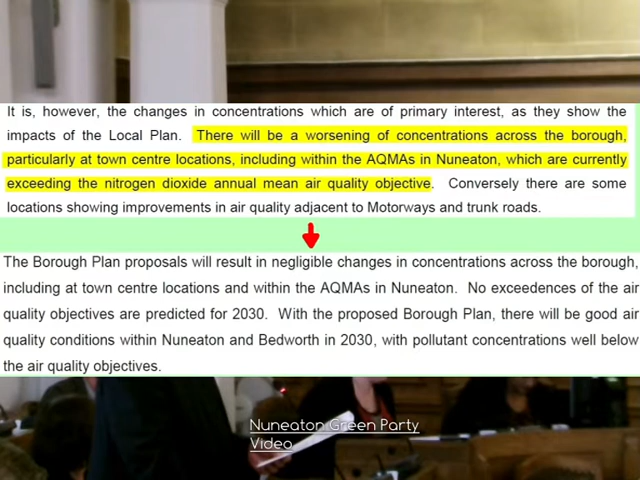 It is, however, the changes in concentrations which are of primary interest, as they show the
impacts of the Local Plan. There will be a worsening of concentrations across the borough,
particularly at town centre locations, including within the AQMAs in Nuneaton, which are currently
exceeding the nitrogen dioxide annual mean air quality objective. Conversely there are some
locations showing improvements in air quality adjacent to Motorways and trunk roads.
The Borough Plan proposals will result in negligible changes in concentrations across the borough,
including at town centre locations and within the AQMAs in Nuneaton. No exceedences of the air
quality objectives are predicted for 2030. With the proposed Borough Plan, there will be good air
quality conditions within Nuneaton and Bedworth in 2030, with pollutant concentrations well below
the air quality objectives.
Nuneaton Green Party
Video